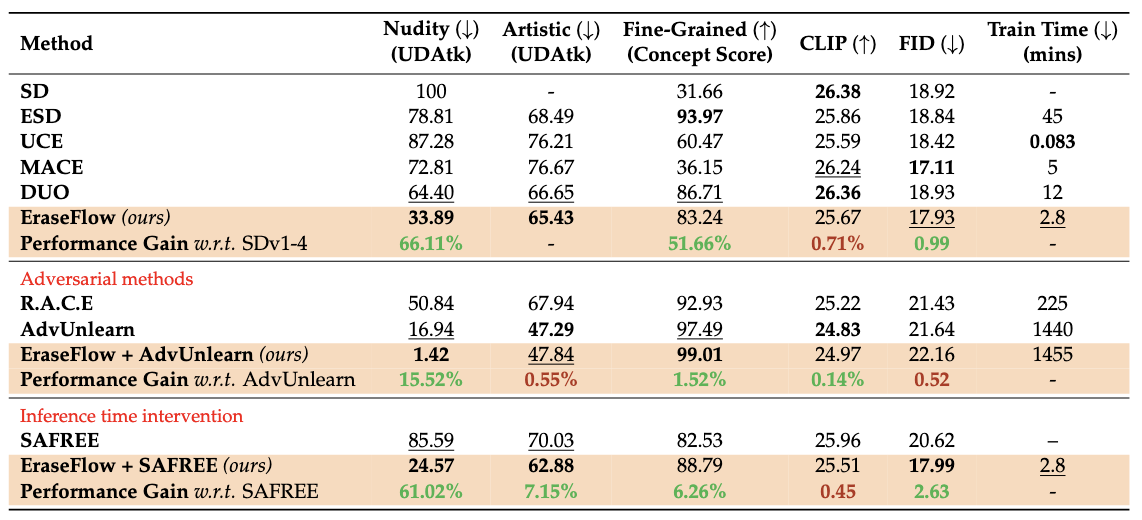 Method Nudity (↓) (UDAtk) Artistic (↓) (UDAtk) Fine-Grained (↑) (Concept Score) CLIP (↑) FID (↓) Train Time (↓) (mins)
SD 100 - 31.66 26.38 18.92 -
ESD 78.81 68.49 93.97 25.86 18.84 45
UCE 87.28 76.21 60.47 25.59 18.42 0.083
MACE 72.81 76.67 36.15 26.24 17.11 5
DUO 64.40 66.65 86.71 26.36 18.93 12
EraseFlow (ours) 33.89 65.43 83.24 25.67 17.93 2.8
Performance Gain w.r.t. SDv1-4 66.11% - 51.66% 0.71% 0.99 -
Adversarial methods
R.A.C.E 50.84 67.94 92.93 25.22 21.43 225
AdvUnlearn 16.94 47.29 97.49 24.83 21.64 1440
EraseFlow + AdvUnlearn (ours) 1.42 47.84 99.01 24.97 22.16 1455
Performance Gain w.r.t. AdvUnlearn 15.52% 0.55% 1.52% 0.14% 0.52 -
Inference time intervention
SAFREE 85.59 70.03 82.53 25.96 20.62 –
EraseFlow + SAFREE (ours) 24.57 62.88 88.79 25.51 17.99 2.8
Performance Gain w.r.t. SAFREE 61.02% 7.15% 6.26% 0.45 2.63 -